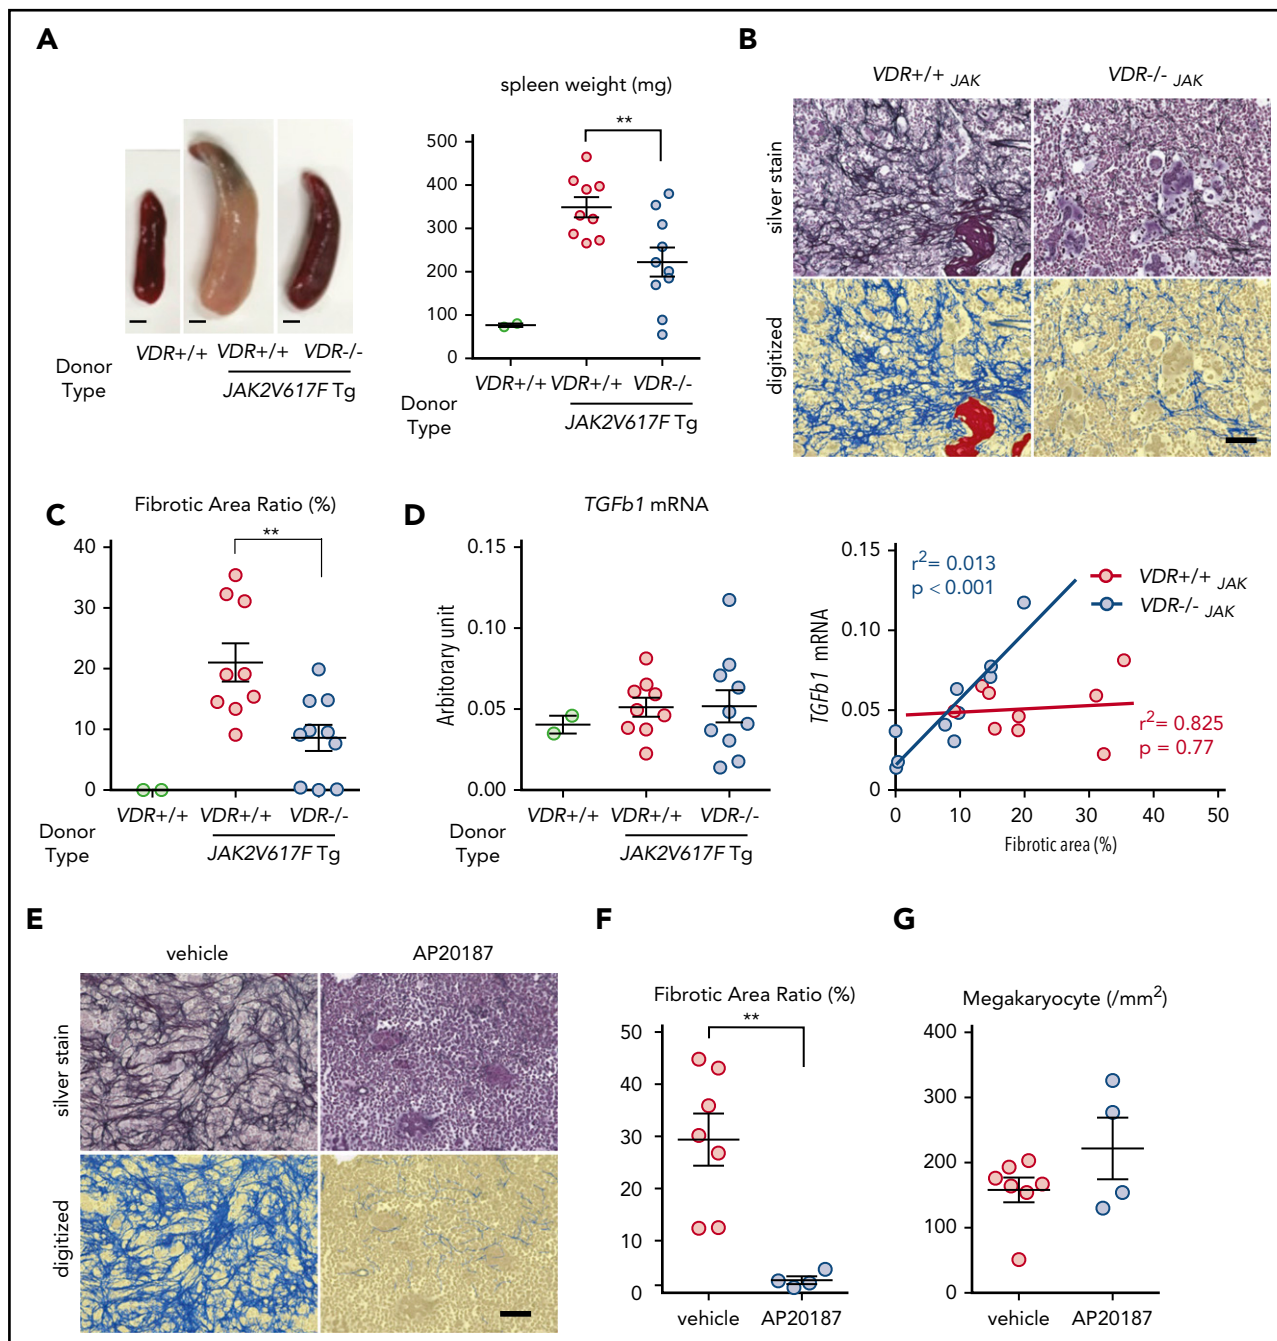 A
spleen weight (mg)
**
500
400
300
200
100
0
Donor
Type
VDR+/+ VDR+/+ VDR-/-
JAK2V617F Tg
Donor
Type
VDR+/+ VDR+/+ VDR-/-
JAK2V617F Tg
B
VDR+/+ JAK
VDR-/- JAK
silver stain
digitized
C
Fibrotic Area Ratio (%)
**
40
30
20
10
0
Donor
Type
VDR+/+ VDR+/+ VDR-/-
JAK2V617F Tg
D
TGFb1 mRNA
Arbitorary unit
0.15
0.10
0.05
0.00
Donor
Type
VDR+/+ VDR+/+ VDR-/-
JAK2V617F Tg
TGFb1 mRNA
0.15
0.10
0.05
0
r²= 0.013
p < 0.001
VDR+/+ JAK
VDR-/- JAK
r²= 0.825
p = 0.77
0 10 20 30 40 50
Fibrotic area (%)
E
vehicle
AP20187
silver stain
digitized
F
Fibrotic Area Ratio (%)
**
50
40
30
20
10
0
vehicle AP20187
G
Megakaryocyte (/mm²)
400
300
200
100
0
vehicle AP20187